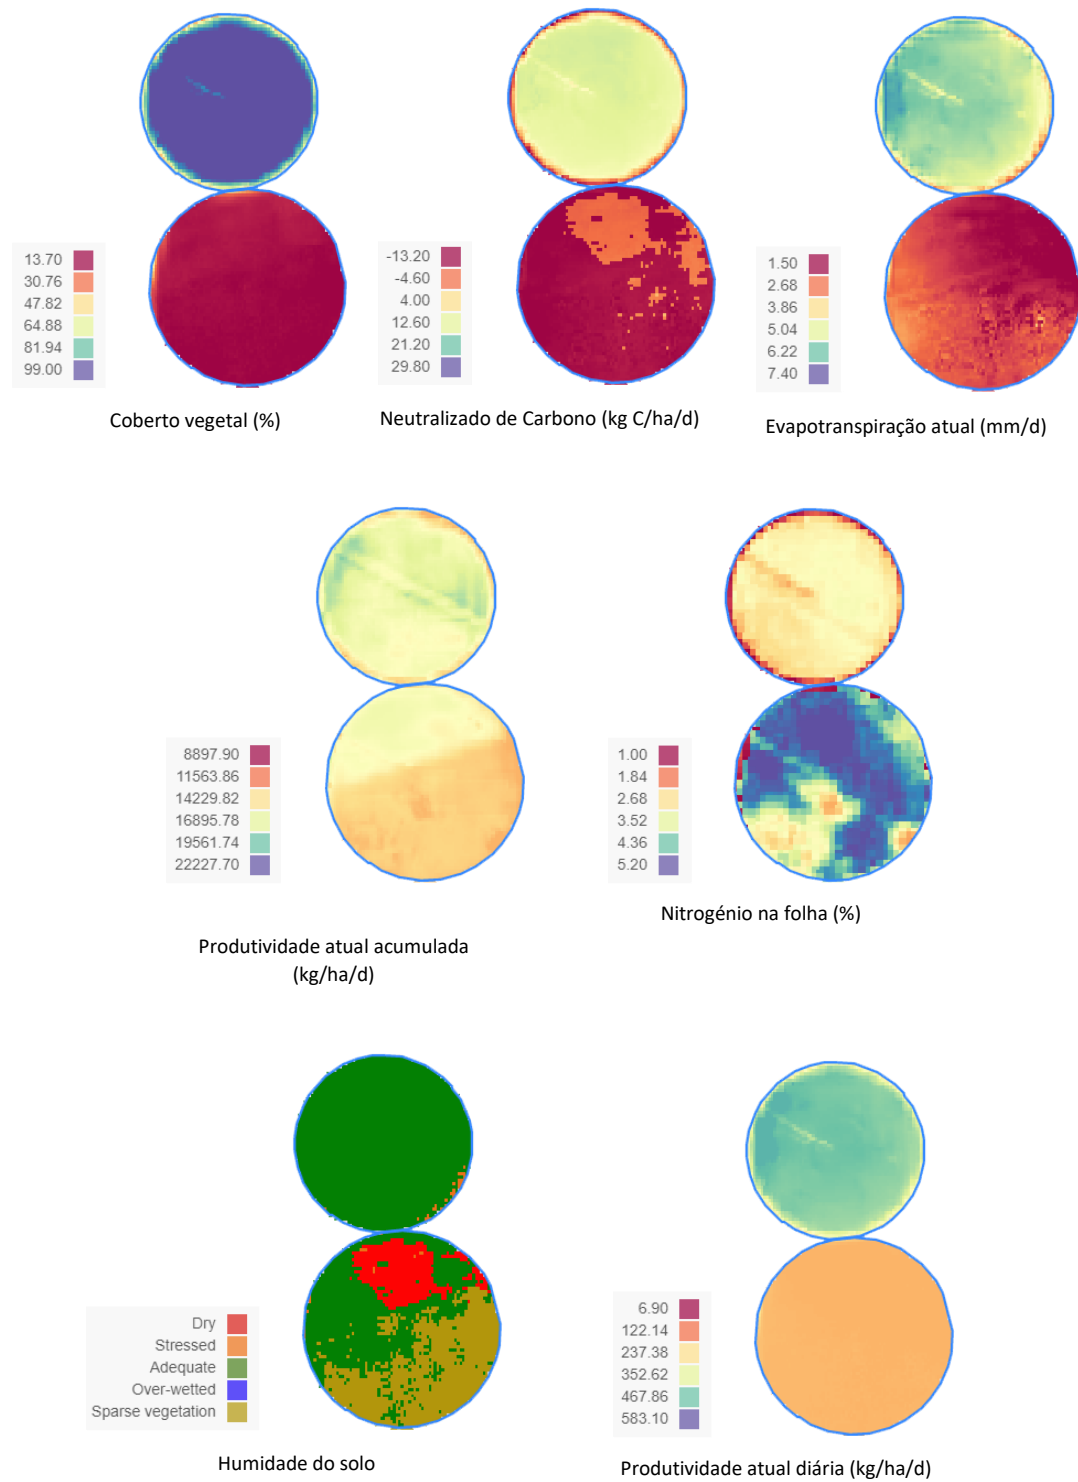 13.70
30.76
47.82
64.88
81.94
99.00
Coberto vegetal (%)
-13.20
-4.60
4.00
12.60
21.20
29.80
Neutralizado de Carbono (kg C/ha/d)
1.50
2.68
3.86
5.04
6.22
7.40
Evapotranspiração atual (mm/d)
8897.90
11563.86
14229.82
16895.78
19561.74
22227.70
Produtividade atual acumulada
(kg/ha/d)
1.00
1.84
2.68
3.52
4.36
5.20
Nitrogénio na folha (%)
Dry
Stressed
Adequate
Over-wetted
Sparse vegetation
Humidade do solo
6.90
122.14
237.38
352.62
467.86
583.10
Produtividade atual diária (kg/ha/d)